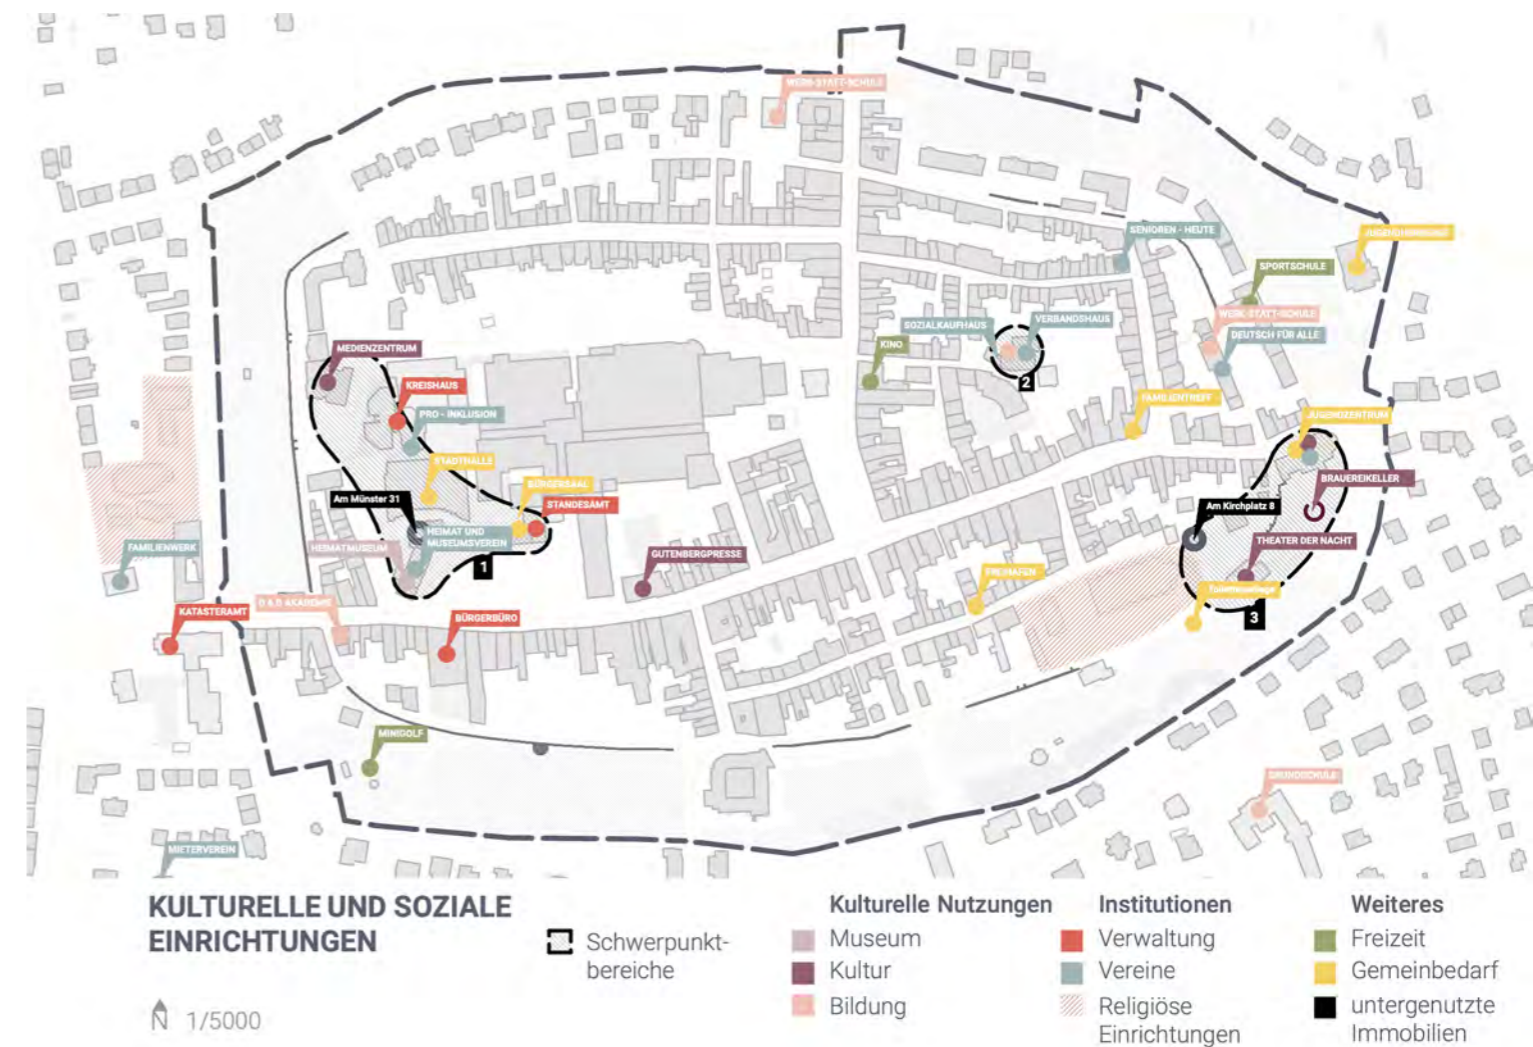 WERK-STATT-SCHULE
SENIOREN - HEUTE
JUGENDHERBERGE
SPORTSCHULE
WERK-STATT-SCHULE
SOZIALKAUFHAUS
VERBANDSHAUS
DEUTSCH FÜR ALLE
KINO
2
MEDIENZENTRUM
KREISHAUS
PRO - INKLUSION
FAMILIENTREFF
JUGENDZENTRUM
STADTHALLE
BÜRGERSAAL
BRAUEREIKELLER
Am Münster 31
STANDESAMT
Am Kirchplatz 8
HEIMAT UND
MUSEUMSVEREIN
HEIMATMUSEUM
THEATER DER NACHT
FAMILIENWERK
GUTENBERGPRESSE
1
FREIHAFEN
KATASTERAMT
D & B AKADEMIE
BÜRGERBÜRO
3
MINIGOLF
GRUNDSCHULE
MIETERVEREIN
KULTURELLE UND SOZIALE
EINRICHTUNGEN
N 1/5000
Schwerpunkt-
bereiche
Kulturelle Nutzungen
Museum
Kultur
Bildung
Institutionen
Verwaltung
Vereine
Religiöse
Einrichtungen
Weiteres
Freizeit
Gemeinbedarf
untergenutzte
Immobilien